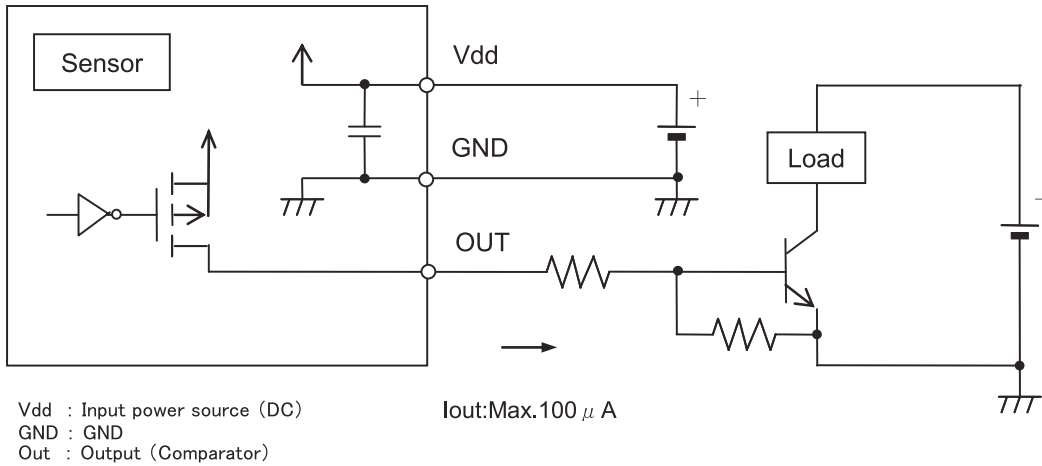 Sensor
Vdd
+
GND
Load
OUT
Vdd : Input power source (DC)
GND : GND
Out : Output (Comparator)
Iout:Max.100 μ A